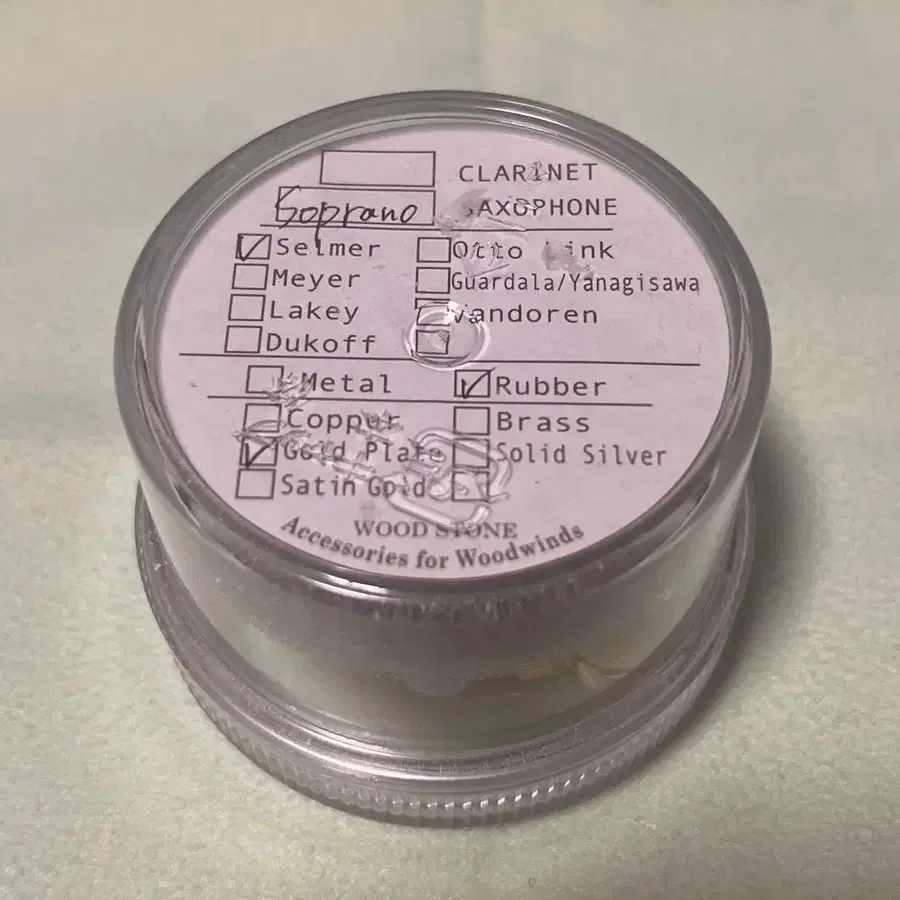 CLARINET
Soprano SAXOPHONE
Selmer Otto Link
Meyer Guardala/Yanagisawa
Lakey Vandoren
Dukoff
Metal Rubber
Coppur Brass
Gold Plate Solid Silver
Satin Gold
WOOD STONE
Accessories for Woodwinds